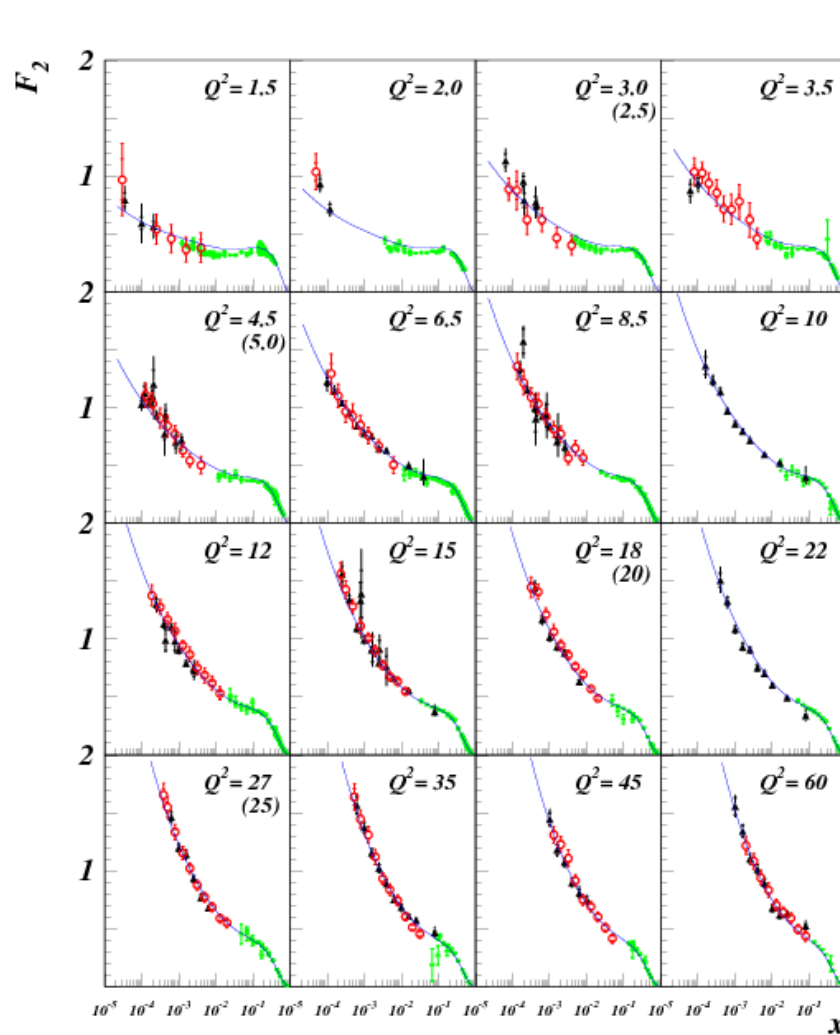 F₂
2
Q² = 1.5
Q² = 2.0
Q² = 3.0
(2.5)
Q² = 3.5
1
2
Q² = 4.5
(5.0)
Q² = 6.5
Q² = 8.5
Q² = 10
1
2
Q² = 12
Q² = 15
Q² = 18
(20)
Q² = 22
1
2
Q² = 27
(25)
Q² = 35
Q² = 45
Q² = 60
1
10⁻⁵ 10⁻⁴ 10⁻³ 10⁻² 10⁻¹ 10⁻⁵ 10⁻⁴ 10⁻³ 10⁻² 10⁻¹ 10⁻⁵ 10⁻⁴ 10⁻³ 10⁻² 10⁻¹ 10⁻⁵ 10⁻⁴ 10⁻³ 10⁻² 10⁻¹
x